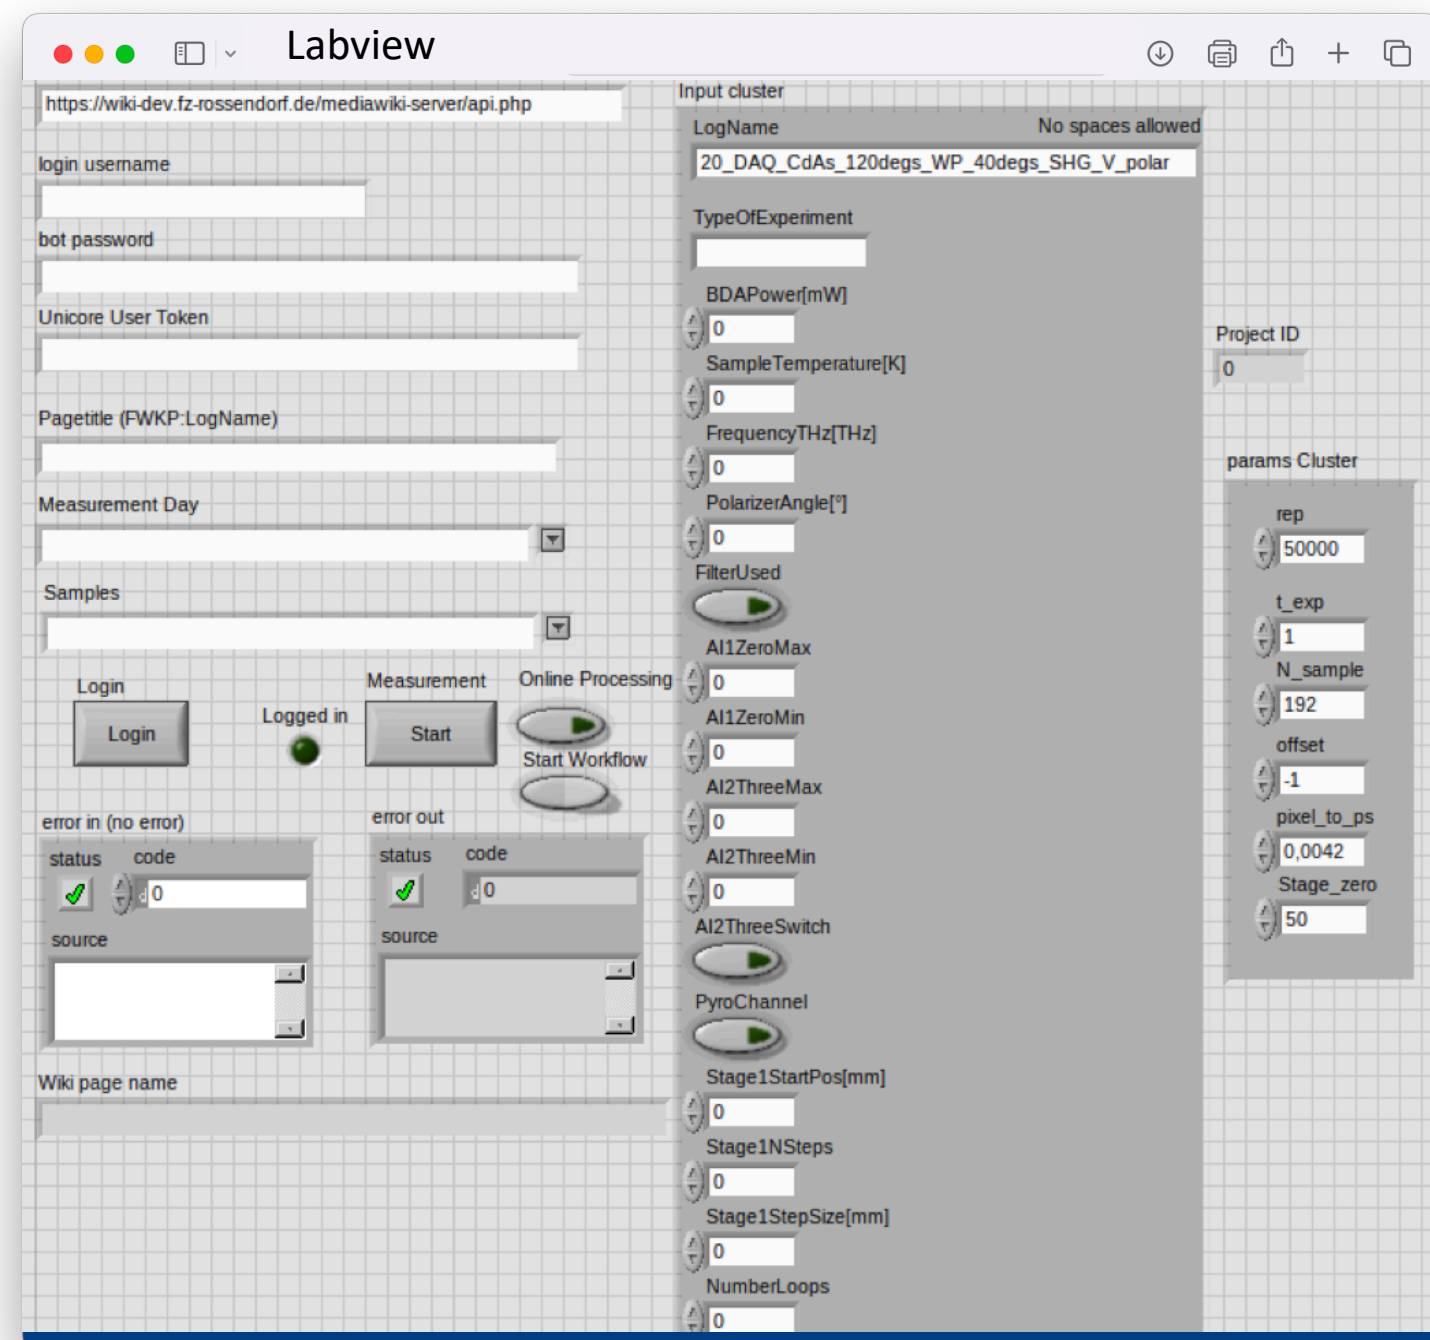 Labview
https://wiki-dev.fz-rossendorf.de/mediawiki-server/api.php
login username
bot password
Unicore User Token
Pagetitle (FWKP:LogName)
Measurement Day
Samples
Login
Login
Logged in
Measurement
Start
Online Processing
Start Workflow
error in (no error)
status code
d 0
source
error out
status code
d 0
source
Wiki page name
Input cluster
LogName No spaces allowed
20_DAQ_CdAs_120degs_WP_40degs_SHG_V_polar
TypeOfExperiment
BDAPower[mW]
0
SampleTemperature[K]
0
FrequencyTHz[THz]
0
PolarizerAngle[°]
0
FilterUsed
AI1ZeroMax
0
AI1ZeroMin
0
AI2ThreeMax
0
AI2ThreeMin
0
AI2ThreeSwitch
PyroChannel
Stage1StartPos[mm]
0
Stage1NSteps
0
Stage1StepSize[mm]
0
NumberLoops
0
Project ID
0
params Cluster
rep
50000
t_exp
1
N_sample
192
offset
-1
pixel_to_ps
0,0042
Stage_zero
50